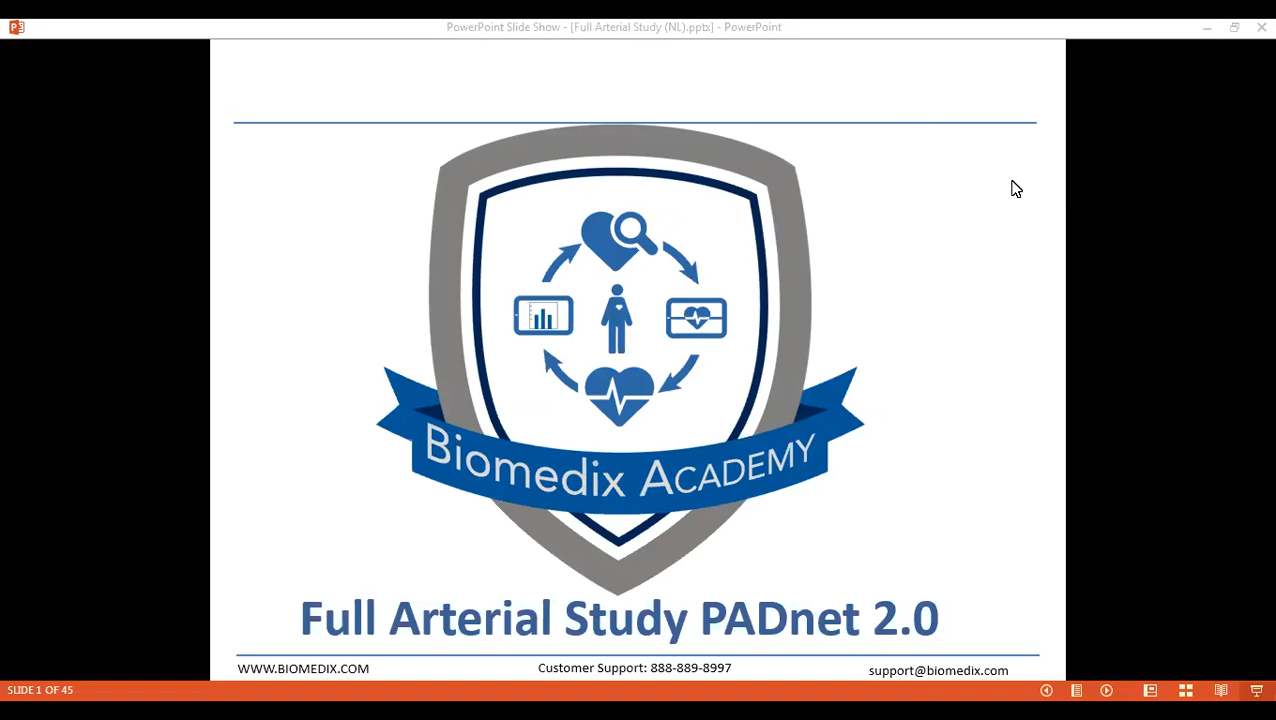 PowerPoint Slide Show - [Full Arterial Study (NL).pptx] - PowerPoint
Biomedix ACADEMY
Full Arterial Study PADnet 2.0
WWW.BIOMEDIX.COM
Customer Support: 888-889-8997
support@biomedix.com
SLIDE 1 OF 45